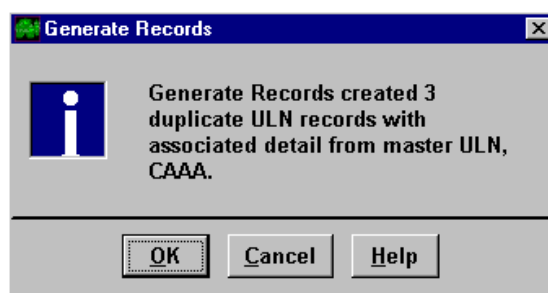 Generate Records
Generate Records created 3
duplicate ULN records with
associated detail from master ULN,
CAAA.
OK Cancel Help